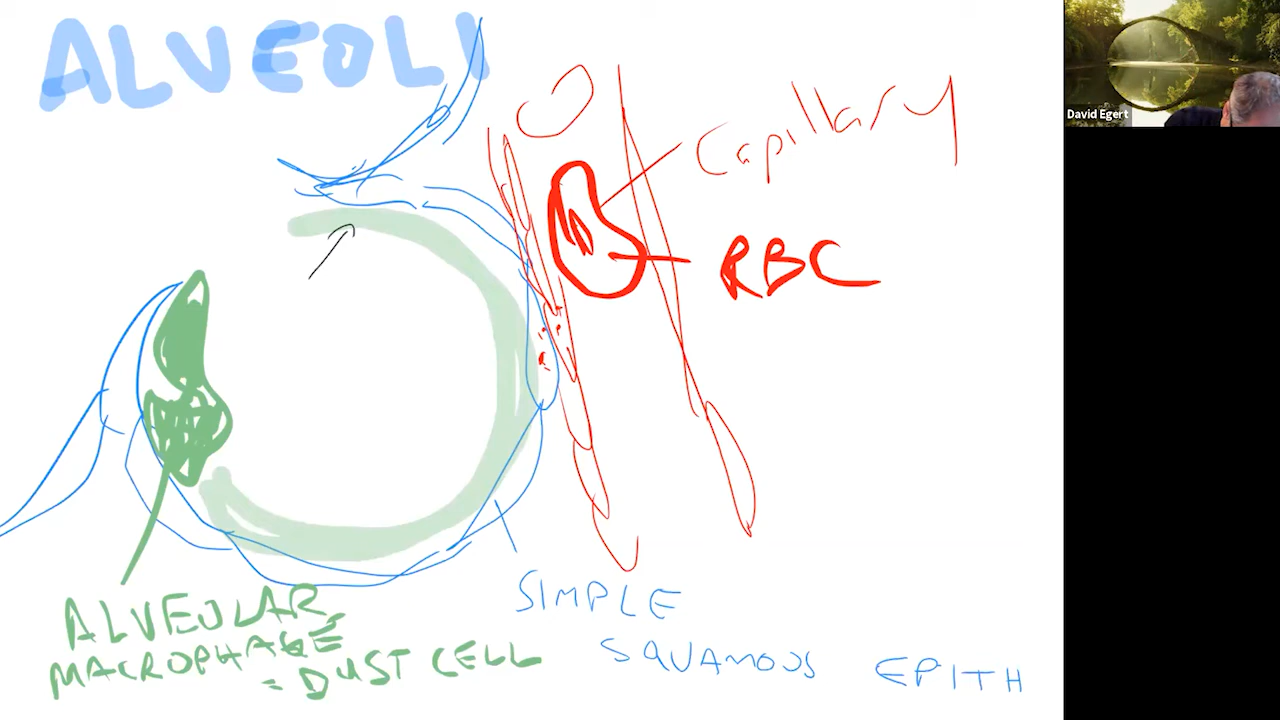 ALVEOLI
David Egert
Capillary
RBC
ALVEOLAR
MACROPHAGE
= DUST CELL
SIMPLE
SQUAMOUS EPITH